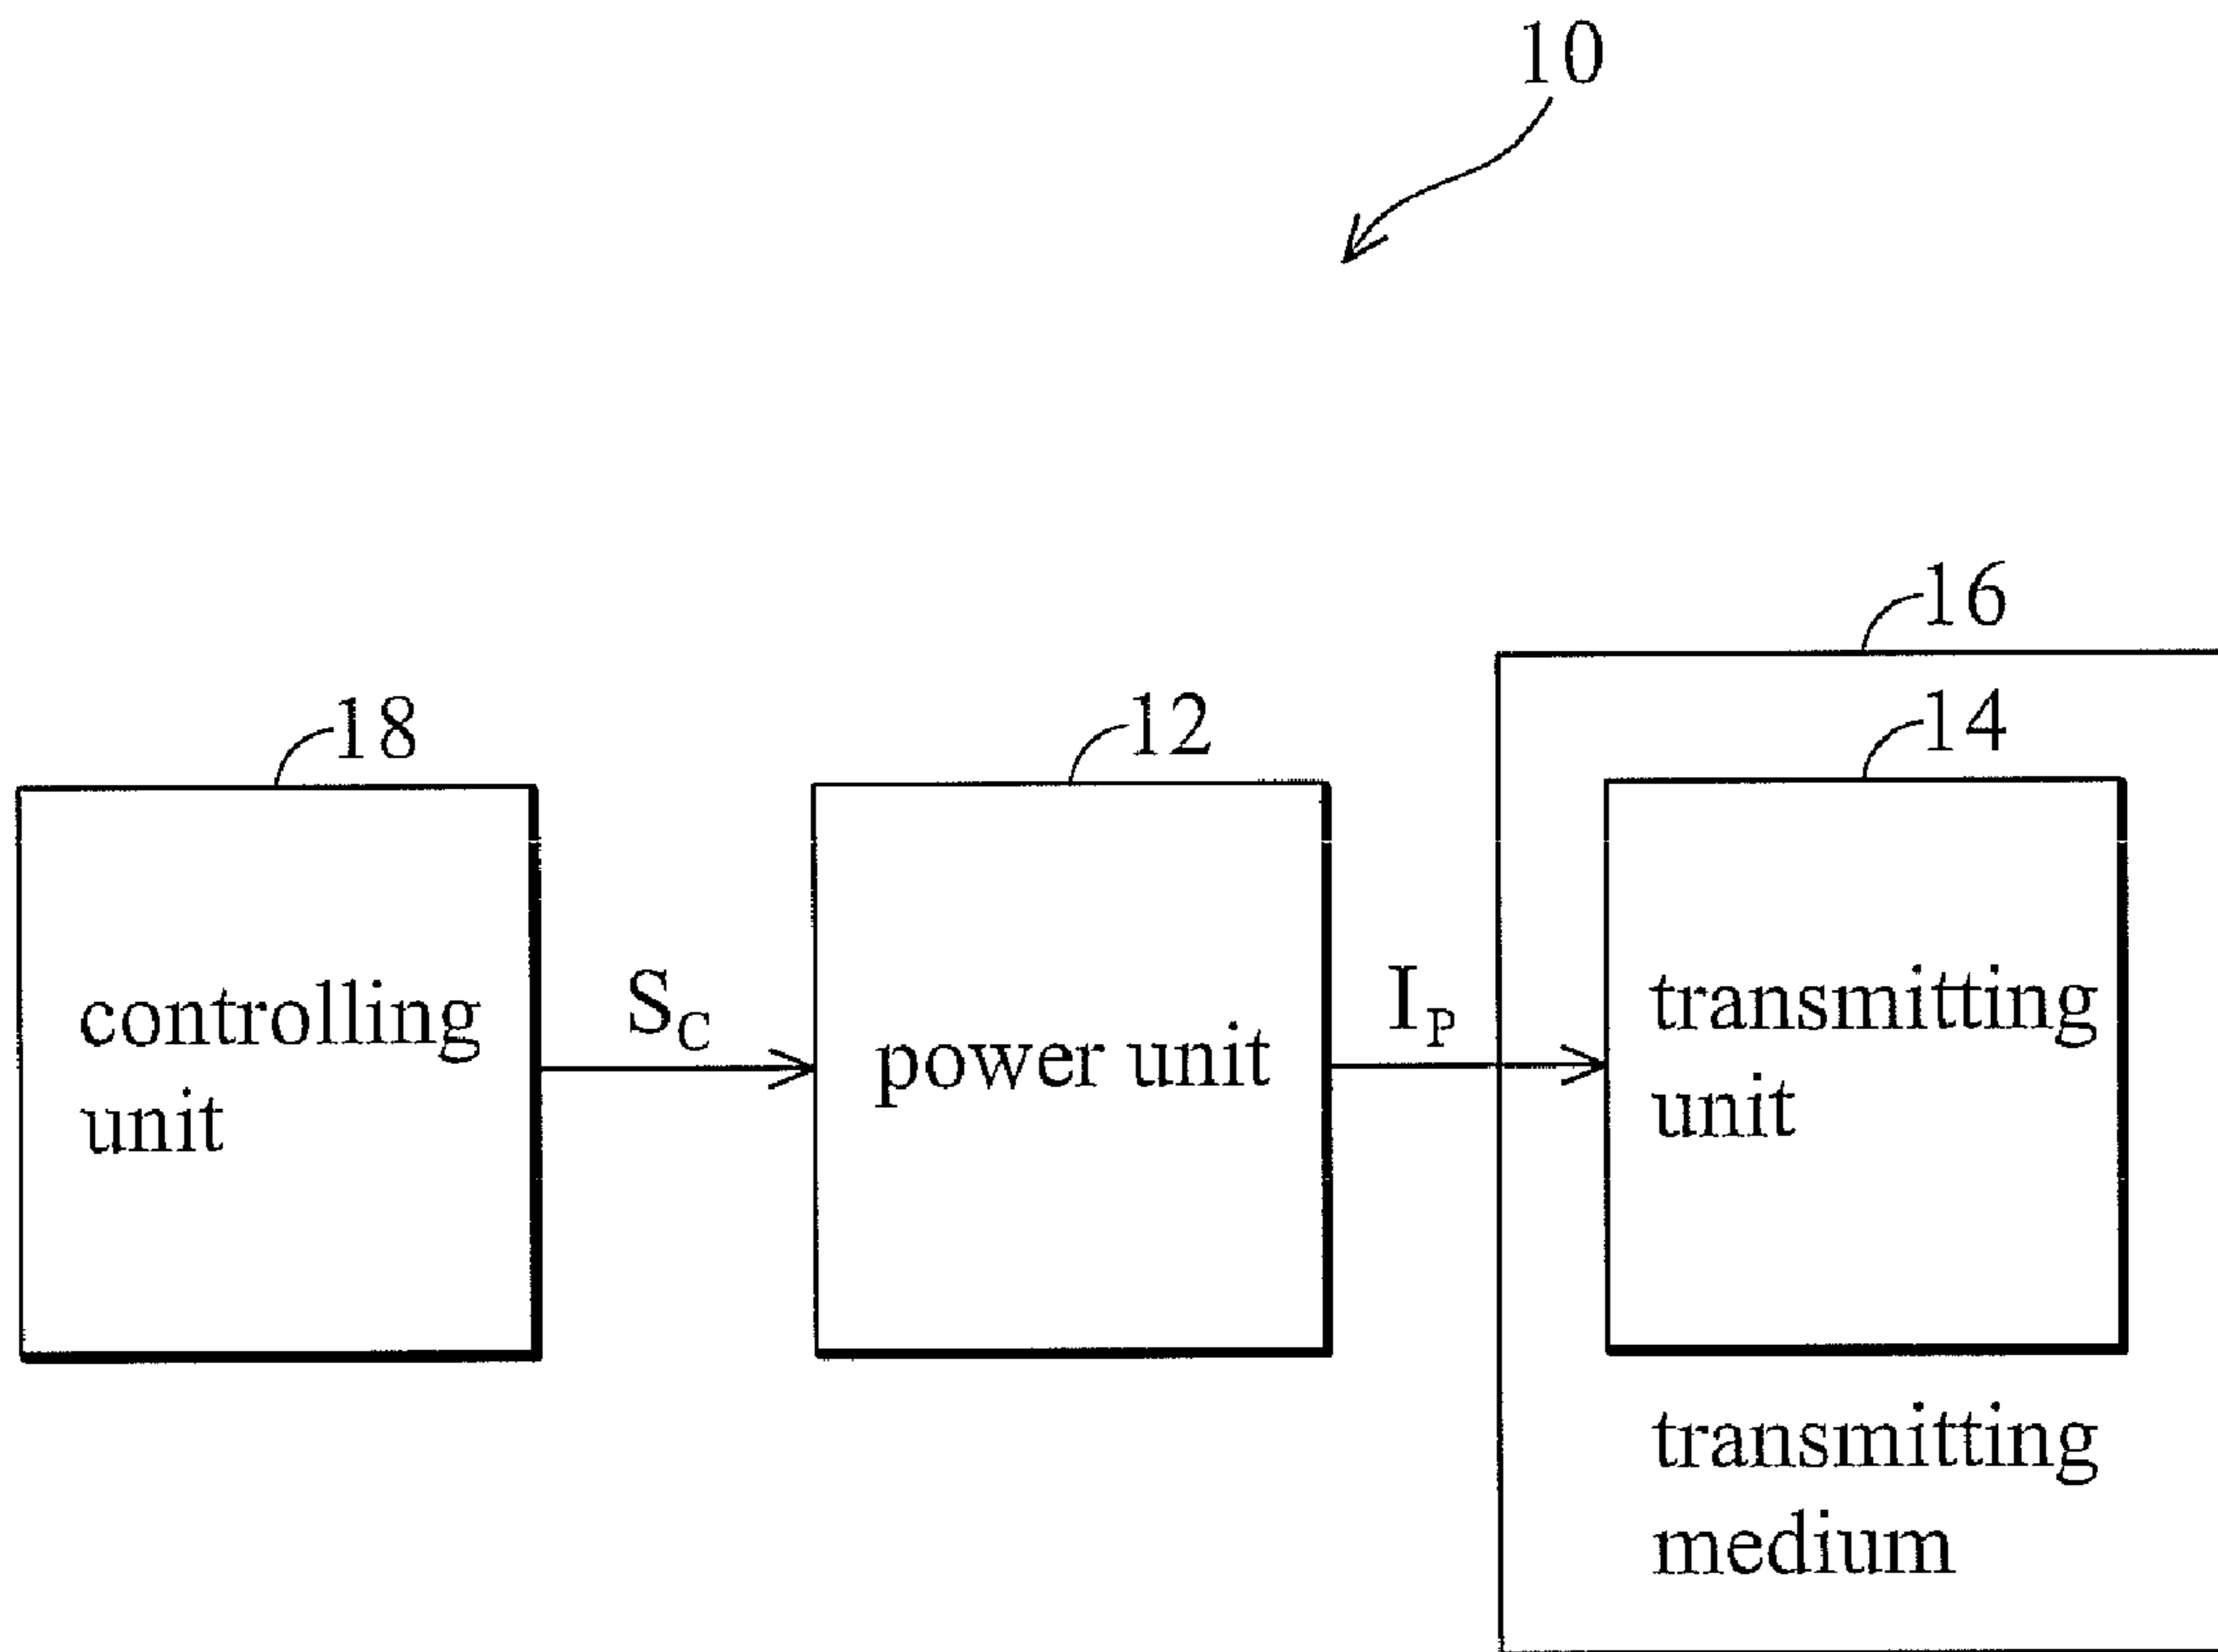 10
16
18
12
14
controlling
unit
S_C
power unit
I_P
transmitting
unit
transmitting
medium